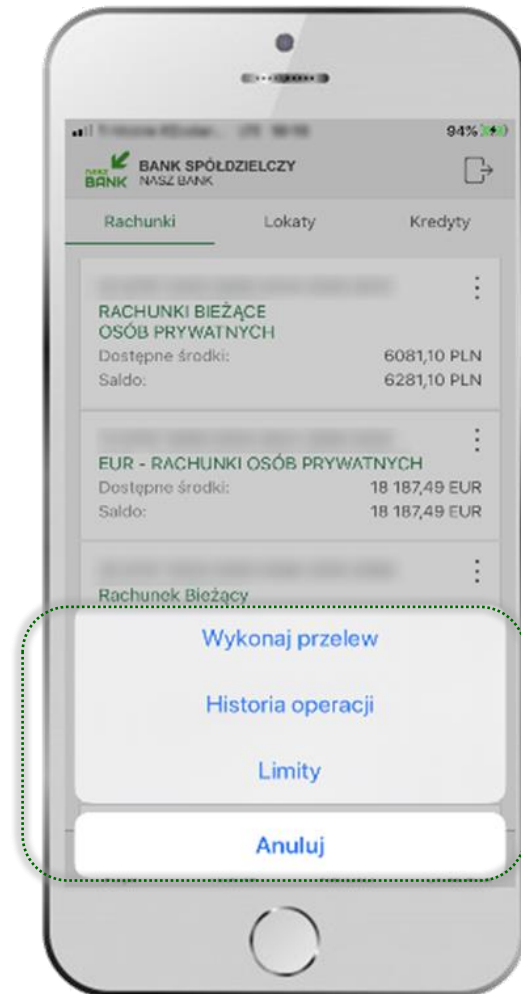 94%
NASZ
BANK
BANK SPÓŁDZIELCZY
NASZ BANK
Rachunki Lokaty Kredyty
RACHUNKI BIEŻĄCE
OSÓB PRYWATNYCH
Dostępne środki: 6081,10 PLN
Saldo: 6281,10 PLN
EUR - RACHUNKI OSÓB PRYWATNYCH
Dostępne środki: 18 187,49 EUR
Saldo: 18 187,49 EUR
Rachunek Bieżący
Wykonaj przelew
Historia operacji
Limity
Anuluj